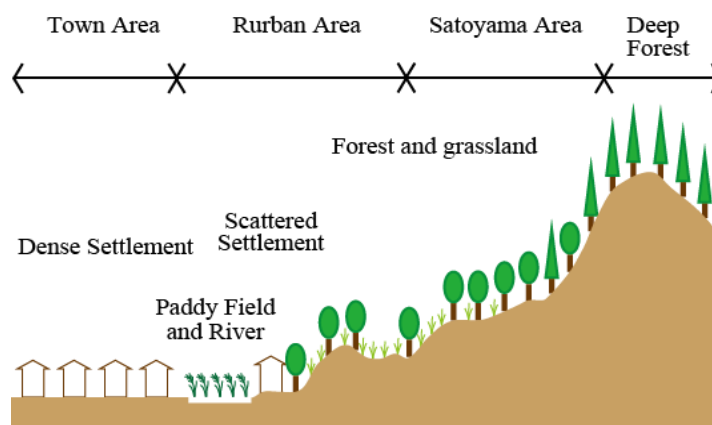 Town Area
Rurban Area
Satoyama Area
Deep
Forest
Forest and grassland
Scattered
Settlement
Dense Settlement
Paddy Field
and River